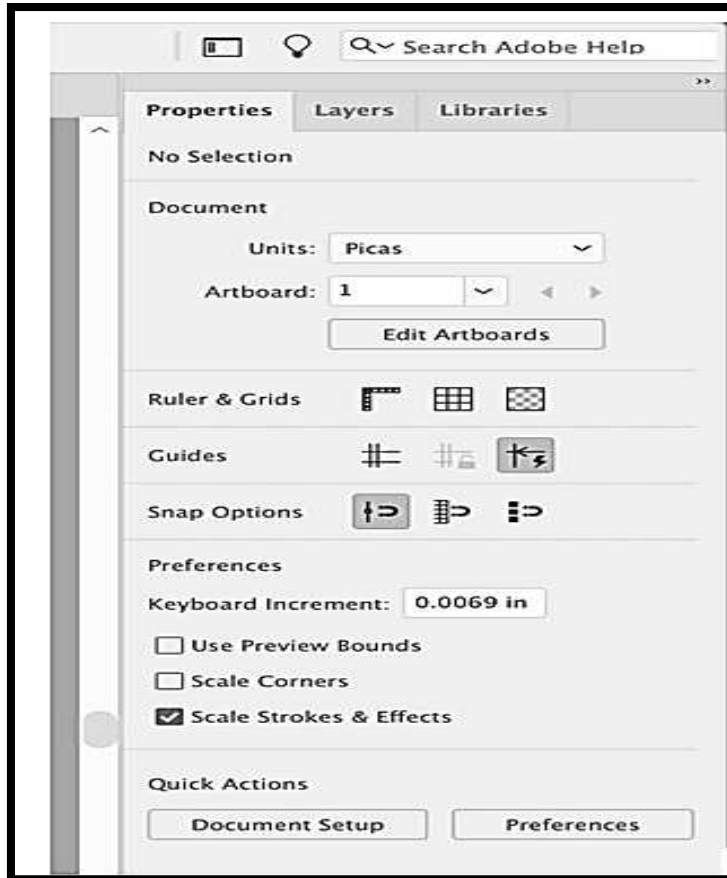 Search Adobe Help
Properties Layers Libraries
No Selection
Document
Units: Picas
Artboard: 1
Edit Artboards
Ruler & Grids
Guides
Snap Options
Preferences
Keyboard Increment: 0.0069 in
Use Preview Bounds
Scale Corners
Scale Strokes & Effects
Quick Actions
Document Setup Preferences